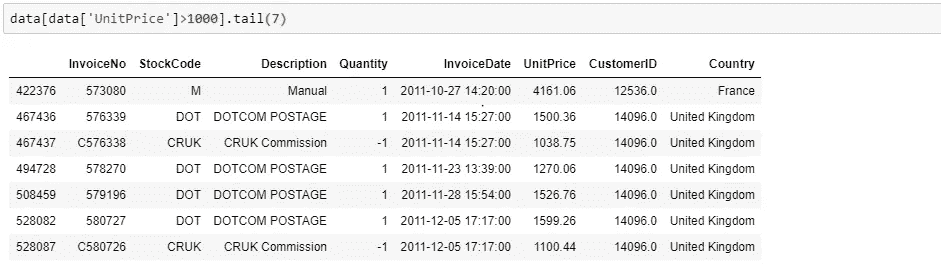 data[data['UnitPrice']>1000].tail(7)
InvoiceNo StockCode Description Quantity InvoiceDate UnitPrice CustomerID Country
422376 573080 M Manual 1 2011-10-27 14:20:00 4161.06 12536.0 France
467436 576339 DOT DOTCOM POSTAGE 1 2011-11-14 15:27:00 1500.36 14096.0 United Kingdom
467437 C576338 CRUK CRUK Commission -1 2011-11-14 15:27:00 1038.75 14096.0 United Kingdom
494728 578270 DOT DOTCOM POSTAGE 1 2011-11-23 13:39:00 1270.06 14096.0 United Kingdom
508459 579196 DOT DOTCOM POSTAGE 1 2011-11-28 15:54:00 1526.76 14096.0 United Kingdom
528082 580727 DOT DOTCOM POSTAGE 1 2011-12-05 17:17:00 1599.26 14096.0 United Kingdom
528087 C580726 CRUK CRUK Commission -1 2011-12-05 17:17:00 1100.44 14096.0 United Kingdom